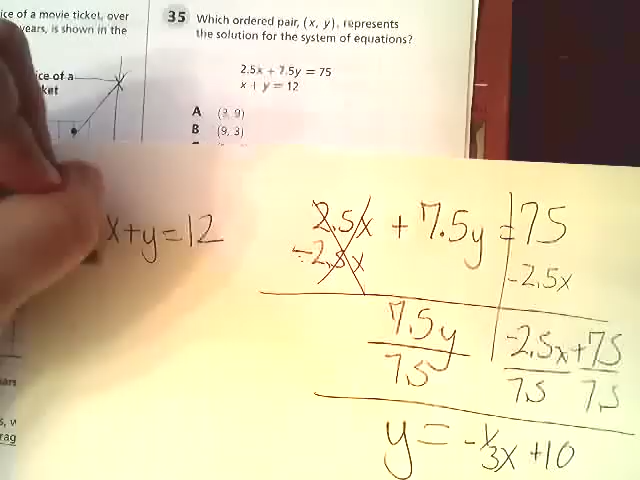 ice of a movie ticket, over
years, is shown in the
ice of a
ket
35 Which ordered pair, (x, y), represents
the solution for the system of equations?
2.5x + 7.5y = 75
x + y = 12
A (3, 9)
B (9, 3)
x+y=12
2.5x + 7.5y = 75
-2.5x -2.5x
7.5y -2.5x+75
7.5 7.5 7.5
y = -1/3x +10
rag